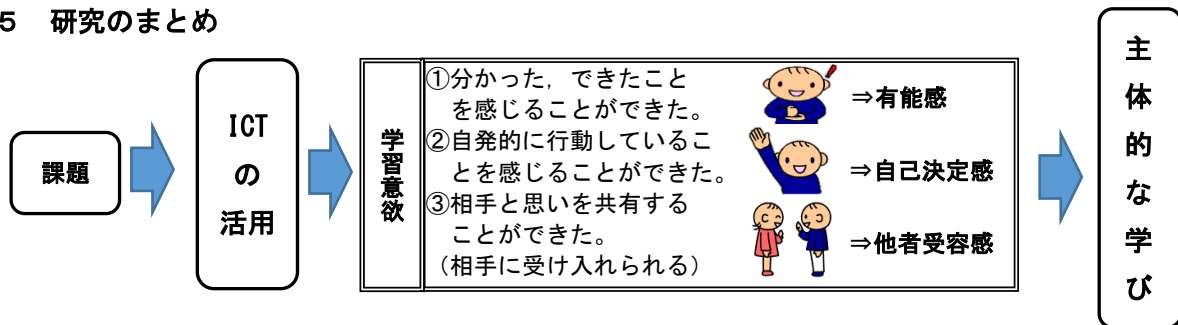 5 研究のまとめ
課題
ICT
の
活用
学習意欲
①分かった，できたこと
を感じることができた。
②自発的に行動しているこ
とを感じることができた。
③相手と思いを共有する
ことができた。
（相手に受け入れられる）
⇒有能感
⇒自己決定感
⇒他者受容感
主体的な学び